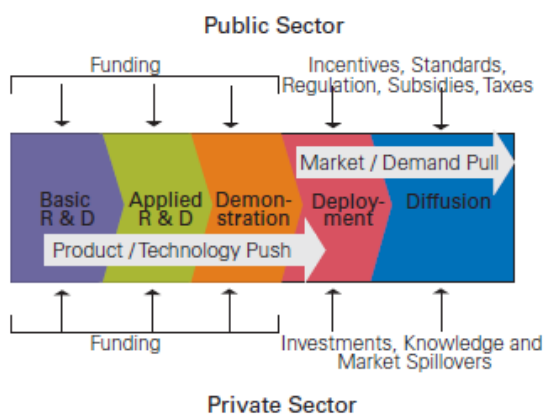 Public Sector
Funding
Incentives, Standards,
Regulation, Subsidies, Taxes
Market / Demand Pull
Basic
R & D
Applied
R & D
Demon-
stration
Deploy-
ment
Diffusion
Product / Technology Push
Funding
Investments, Knowledge and
Market Spillovers
Private Sector